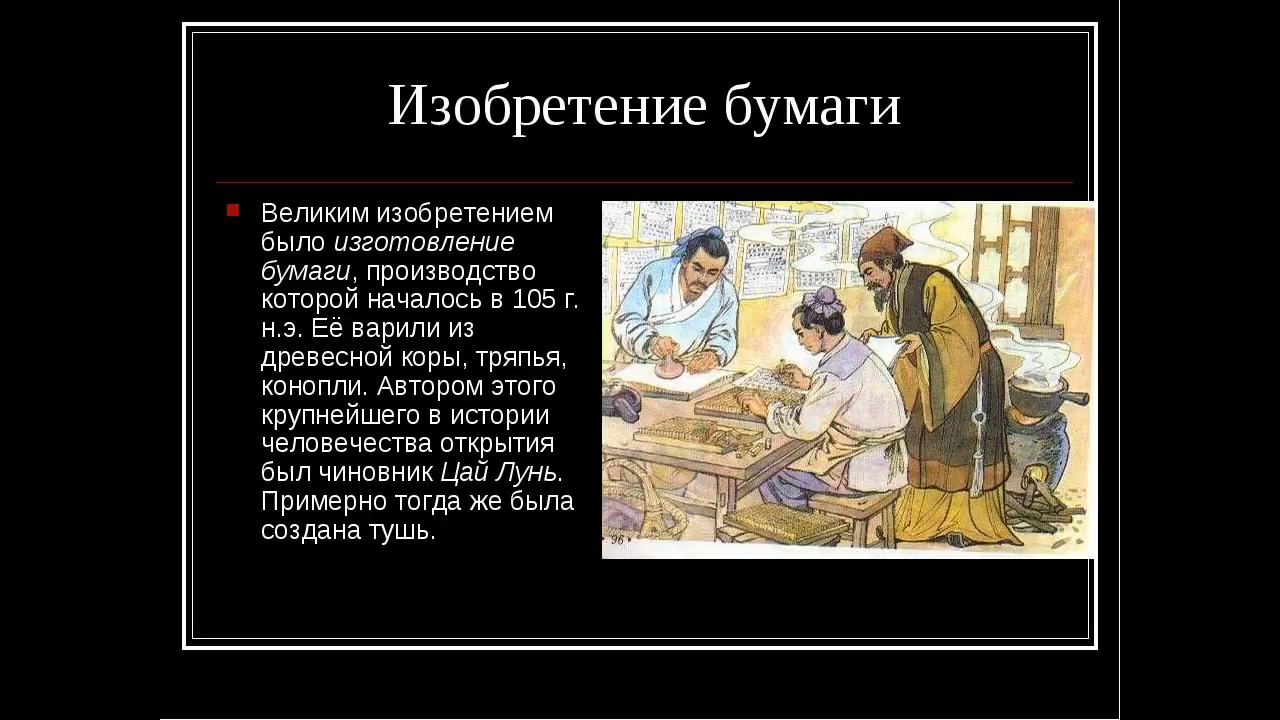 Изобретение бумаги
Великим изобретением
было изготовление
бумаги, производство
которой началось в 105 г.
н.э. Её варили из
древесной коры, тряпья,
конопли. Автором этого
крупнейшего в истории
человечества открытия
был чиновник Цай Лунь.
Примерно тогда же была
создана тушь.
96